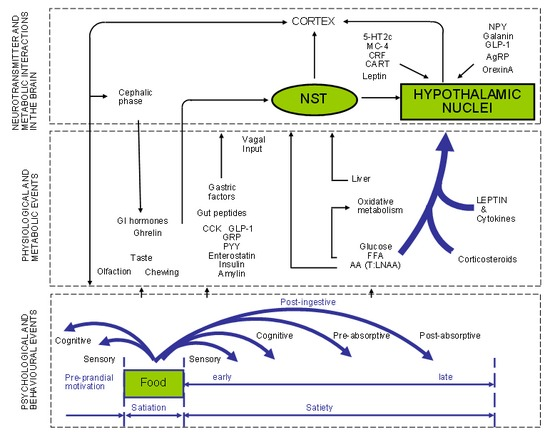 NEUROTRANSMITTER AND
METABOLIC INTERACTIONS
IN THE BRAIN
CORTEX
5-HT2c
MC-4
CRF
CART
Leptin
NPY
Galanin
GLP-1
AgRP
OrexinA
Cephalic
phase
NST
HYPOTHALAMIC
NUCLEI
PHYSIOLOGICAL AND
METABOLIC EVENTS
Vagal
Input
Gastric
factors
Liver
GI hormones
Ghrelin
Gut peptides
CCK GLP-1
GRP
PYY
Enterostatin
Insulin
Amylin
Oxidative
metabolism
LEPTIN
&
Cytokines
Glucose
FFA
AA (T:LNAA)
Corticosteroids
Taste
Olfaction Chewing
PSYCHOLOGICAL AND
BEHAVIOURAL EVENTS
Post-ingestive
Cognitive
Sensory
Sensory
Cognitive
Pre-absorptive
Post-absorptive
Pre-prandial
motivation
Food
early
late
Satiation
Satiety